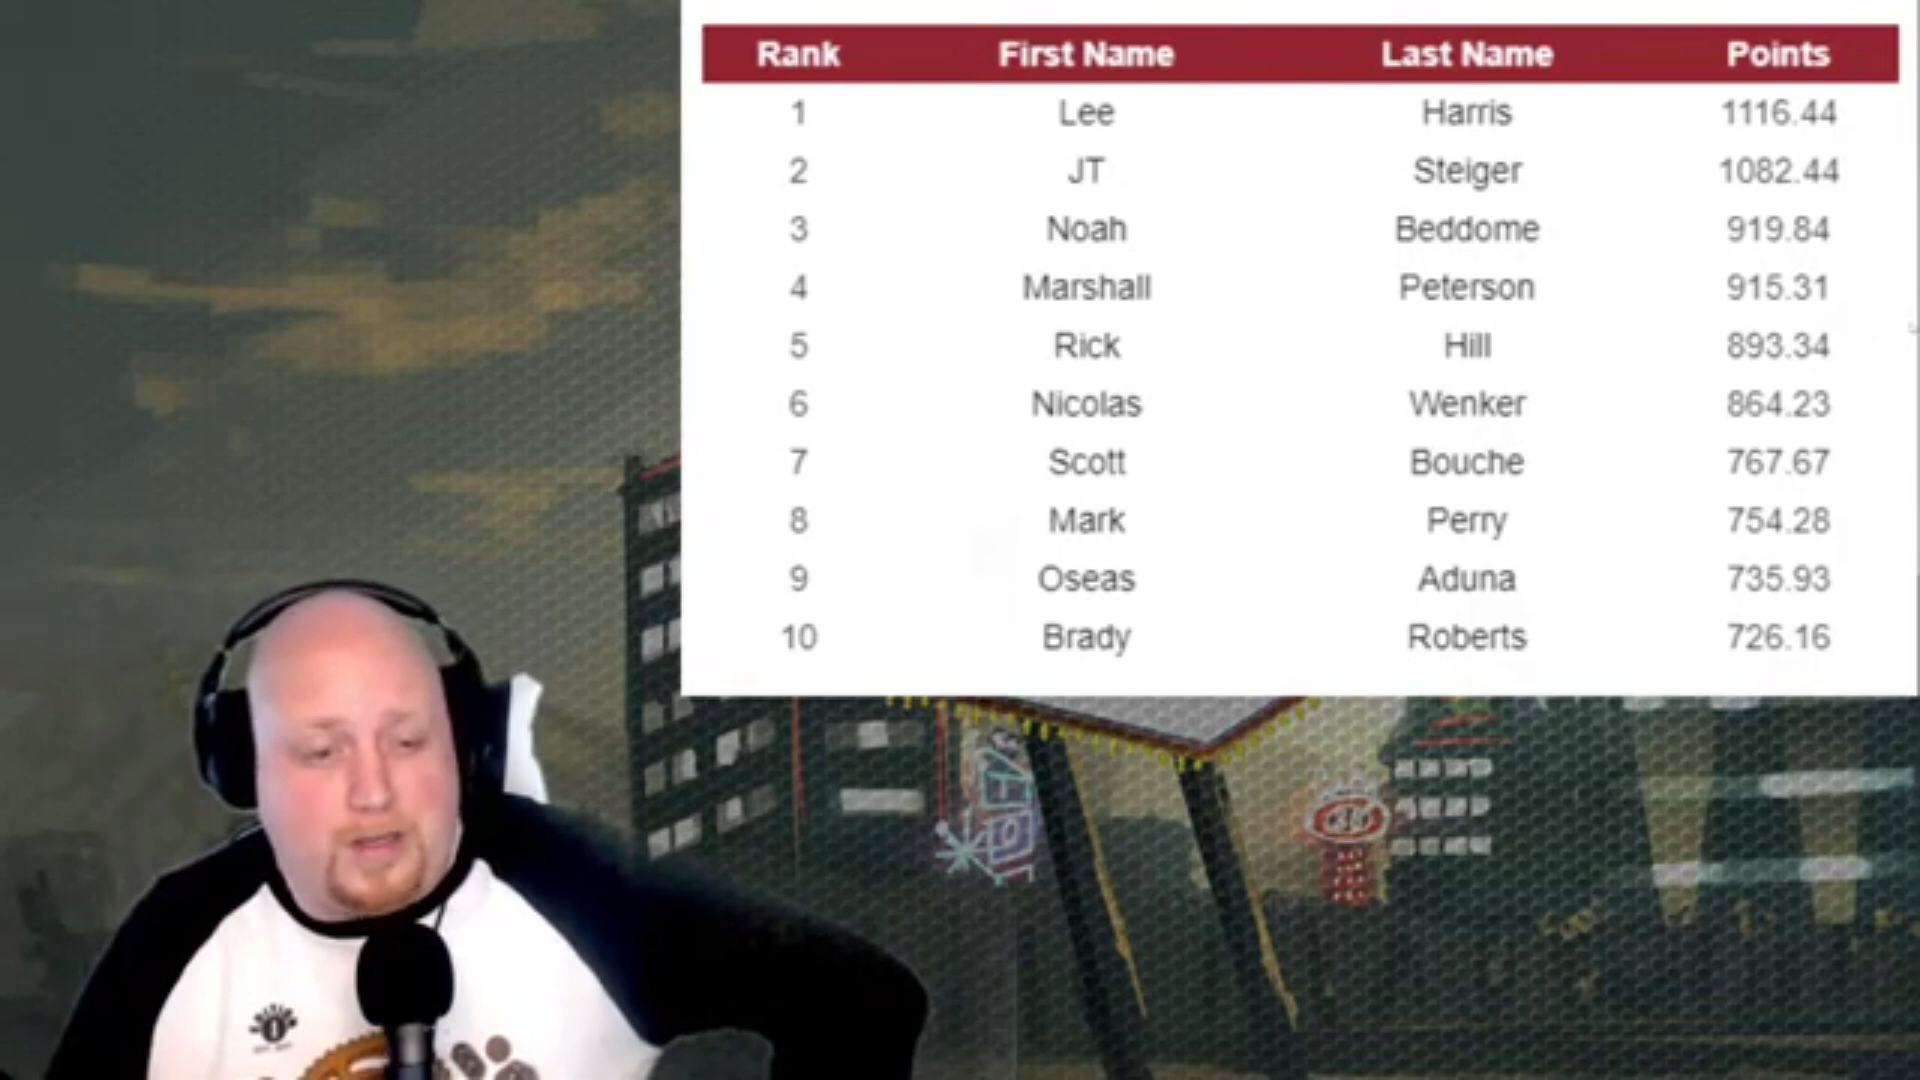 Rank First Name Last Name Points
1 Lee Harris 1116.44
2 JT Steiger 1082.44
3 Noah Beddome 919.84
4 Marshall Peterson 915.31
5 Rick Hill 893.34
6 Nicolas Wenker 864.23
7 Scott Bouche 767.67
8 Mark Perry 754.28
9 Oseas Aduna 735.93
10 Brady Roberts 726.16